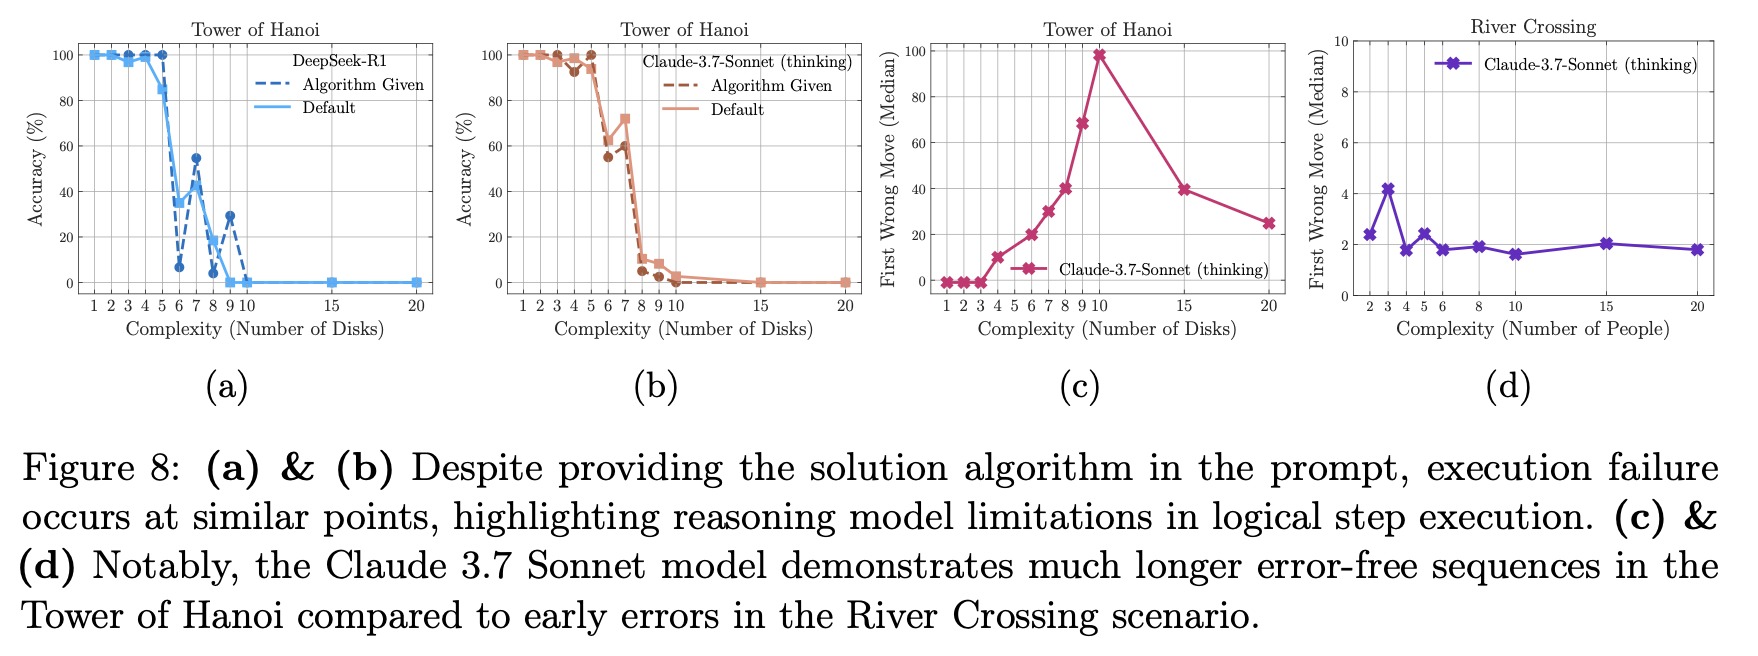 Tower of Hanoi
DeepSeek-R1
Algorithm Given
Default
Accuracy (%)
100
80
60
40
20
0
1 2 3 4 5 6 7 8 9 10 15 20
Complexity (Number of Disks)
(a)
Tower of Hanoi
Claude-3.7-Sonnet (thinking)
Algorithm Given
Default
Accuracy (%)
100
80
60
40
20
0
1 2 3 4 5 6 7 8 9 10 15 20
Complexity (Number of Disks)
(b)
Tower of Hanoi
First Wrong Move (Median)
100
80
60
40
20
0
Claude-3.7-Sonnet (thinking)
1 2 3 4 5 6 7 8 9 10 15 20
Complexity (Number of Disks)
(c)
River Crossing
Claude-3.7-Sonnet (thinking)
First Wrong Move (Median)
10
8
6
4
2
0
2 3 4 5 6 8 10 15 20
Complexity (Number of People)
(d)
Figure 8: (a) & (b) Despite providing the solution algorithm in the prompt, execution failure
occurs at similar points, highlighting reasoning model limitations in logical step execution. (c) &
(d) Notably, the Claude 3.7 Sonnet model demonstrates much longer error-free sequences in the
Tower of Hanoi compared to early errors in the River Crossing scenario.